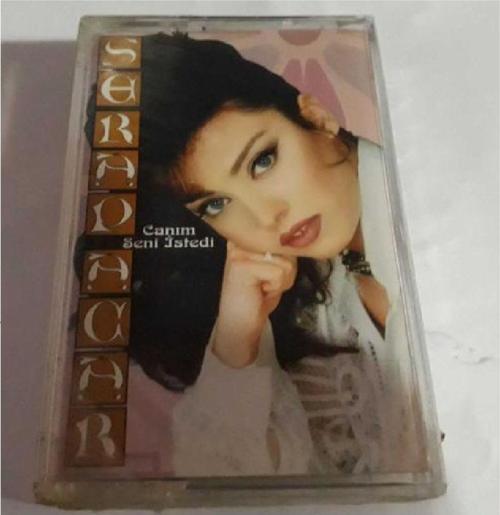 SERAP ACAR
Canım
Seni İstedi